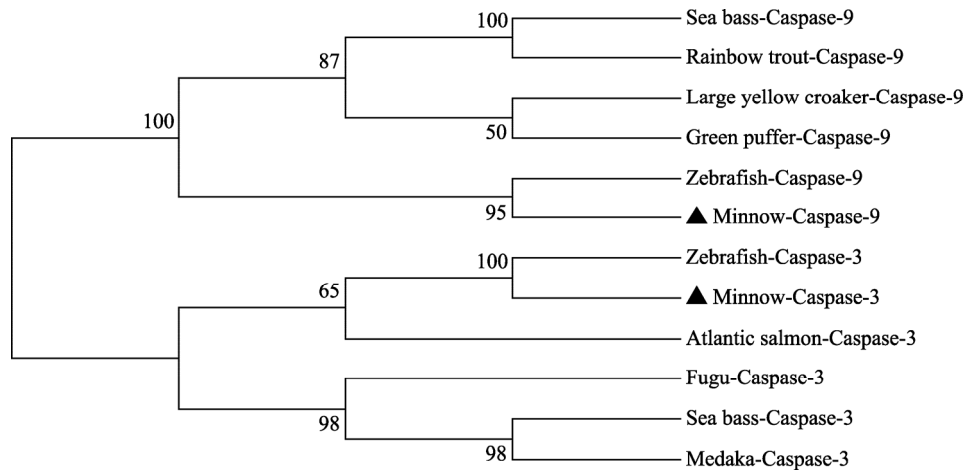 100
Sea bass-Caspase-9
Rainbow trout-Caspase-9
87
Large yellow croaker-Caspase-9
50
Green puffer-Caspase-9
100
Zebrafish-Caspase-9
95
▲ Minnow-Caspase-9
100
Zebrafish-Caspase-3
65
▲ Minnow-Caspase-3
Atlantic salmon-Caspase-3
Fugu-Caspase-3
98
Sea bass-Caspase-3
98
Medaka-Caspase-3